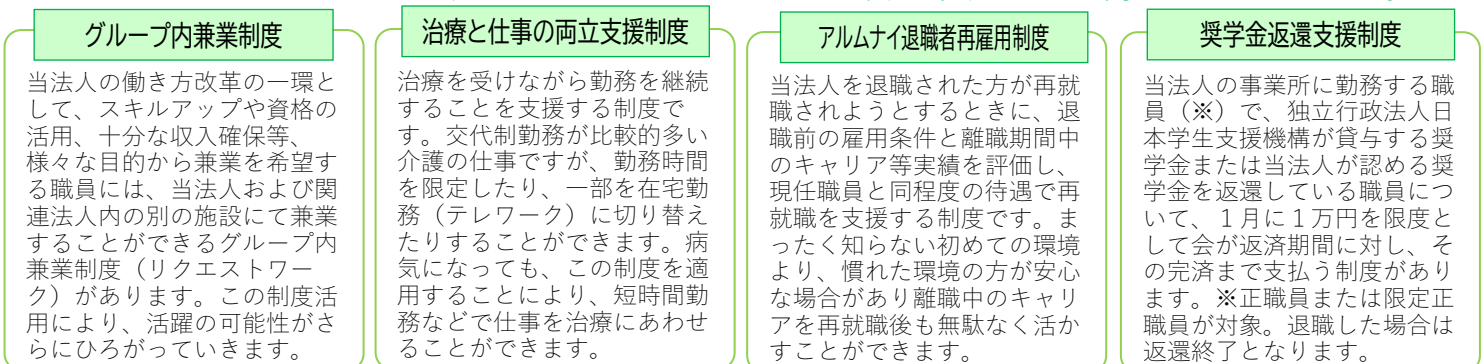 グループ内兼業制度
当法人の働き方改革の一環と
して、スキルアップや資格の
活用、十分な収入確保等、
様々な目的から兼業を希望す
る職員には、当法人および関
連法人内の別の施設にて兼業
することができるグループ内
兼業制度（リクエストワー
ク）があります。この制度活
用により、活躍の可能性がさ
らにひろがっていきます。
治療と仕事の両立支援制度
治療を受けながら勤務を継続
することを支援する制度で
す。交代制勤務が比較的多い
介護の仕事ですが、勤務時間
を限定したり、一部を在宅勤
務（テレワーク）に切り替え
たりすることができます。病
気になっても、この制度を適
用することにより、短時間勤
務などで仕事を治療にあわせ
ることができます。
アルムナイ退職者再雇用制度
当法人を退職された方が再就
職されようとするときに、退
職前の雇用条件と離職期間中
のキャリア等実績を評価し、
現任職員と同程度の待遇で再
就職を支援する制度です。ま
ったく知らない初めての環境
より、慣れた環境の方が安心
な場合があり離職中のキャリ
アを再就職後も無駄なく活か
すことができます。
奨学金返還支援制度
当法人の事業所に勤務する職
員（※）で、独立行政法人日
本学生支援機構が貸与する奨
学金または当法人が認める奨
学金を返還している職員につ
いて、１月に１万円を限度と
して会が返済期間に対し、そ
の完済まで支払う制度があり
ます。※正職員または限定正
職員が対象。退職した場合は
返還終了となります。